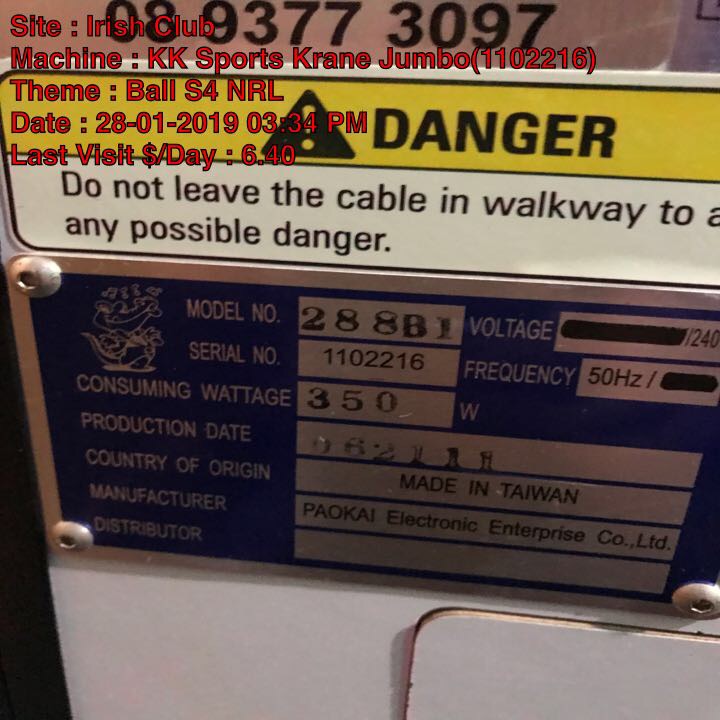 08 9377 3097
Site : Irish Club
Machine : KK Sports Krane Jumbo(1102216)
Theme : Ball S4 NRL
Date : 28-01-2019 03:34 PM
Last Visit $/Day : 6.40
DANGER
Do not leave the cable in walkway to a
any possible danger.
MODEL NO. 288B1 VOLTAGE /240
SERIAL NO. 1102216 FREQUENCY 50Hz /
CONSUMING WATTAGE 350 W
PRODUCTION DATE 062111
COUNTRY OF ORIGIN MADE IN TAIWAN
MANUFACTURER PAOKAI Electronic Enterprise Co.,Ltd.
DISTRIBUTOR